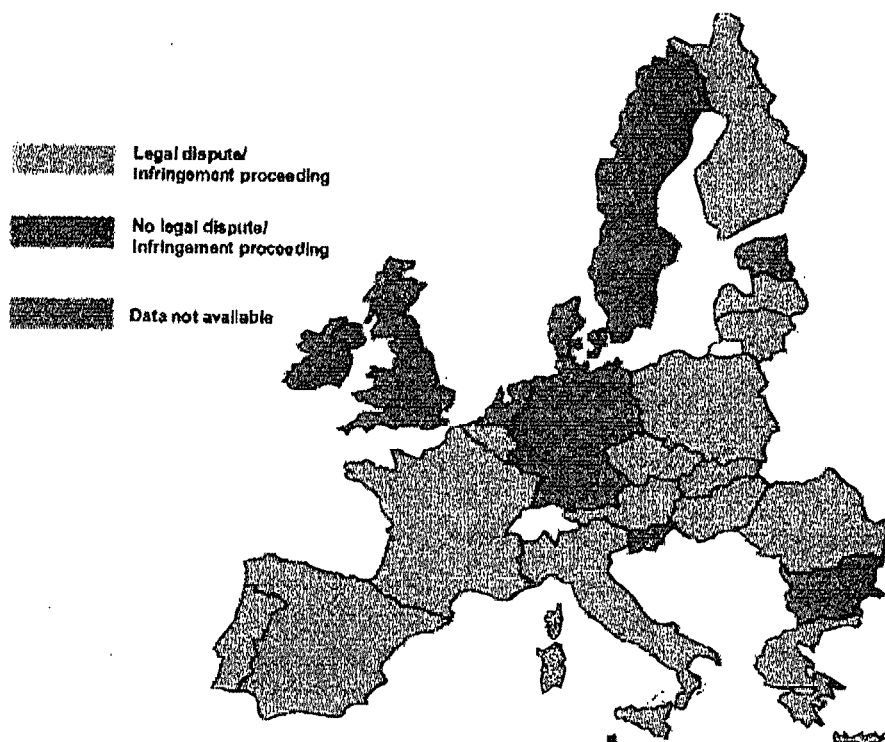 Legal dispute/
Infringement proceeding
No legal dispute/
Infringement proceeding
Data not available